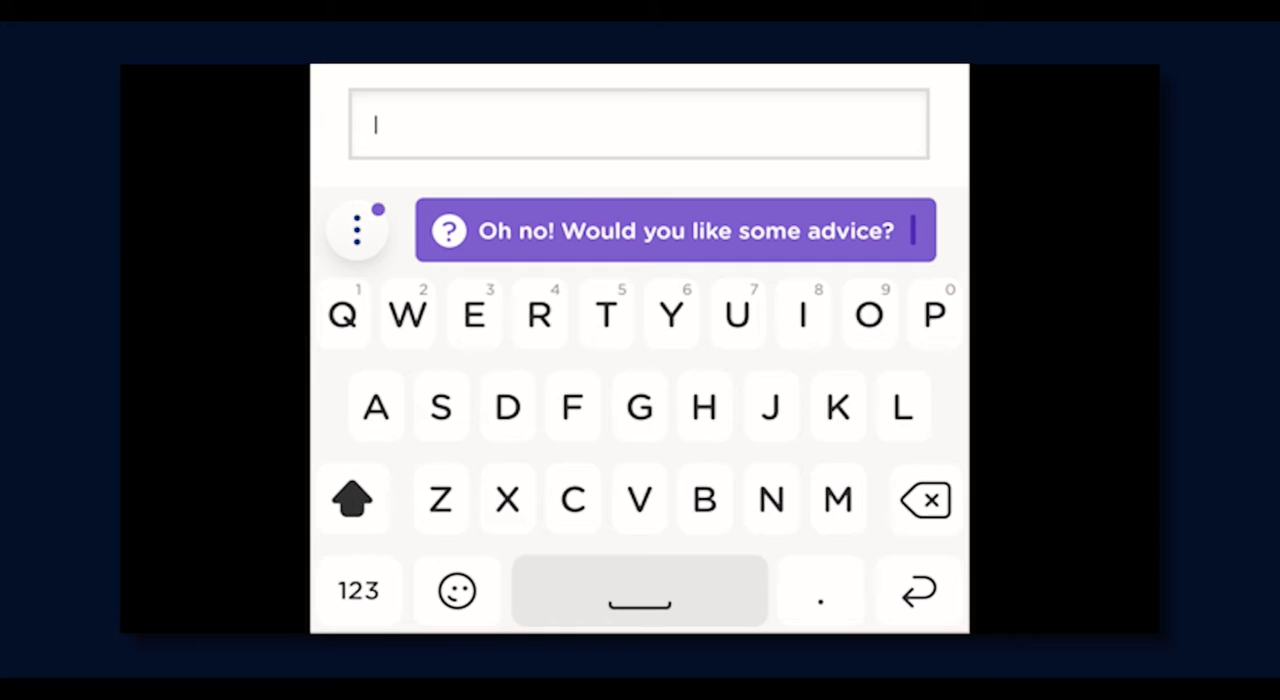 ? Oh no! Would you like some advice?
1 2 3 4 5 6 7 8 9 0
Q W E R T Y U I O P
A S D F G H J K L
Z X C V B N M
123 .